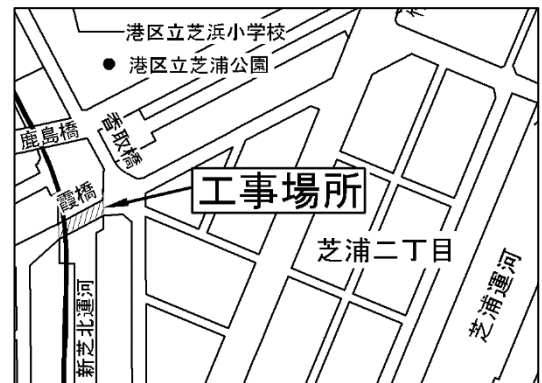 港区立芝浜小学校
港区立芝浦公園
香取橋
鹿島橋
霞橋
工事場所
芝浦二丁目
芝浦運河
新芝北運河